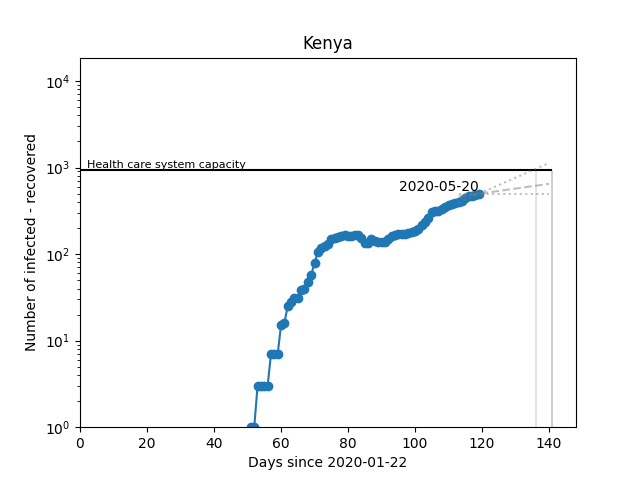 Kenya
Number of infected - recovered
10^4
10^3
10^2
10^1
10^0
Health care system capacity
2020-05-20
0 20 40 60 80 100 120 140
Days since 2020-01-22